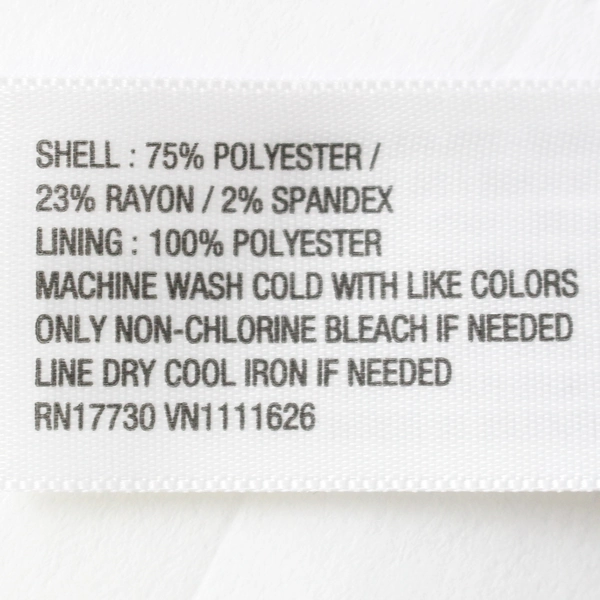 SHELL : 75% POLYESTER /
23% RAYON / 2% SPANDEX
LINING : 100% POLYESTER
MACHINE WASH COLD WITH LIKE COLORS
ONLY NON-CHLORINE BLEACH IF NEEDED
LINE DRY COOL IRON IF NEEDED
RN17730 VN1111626